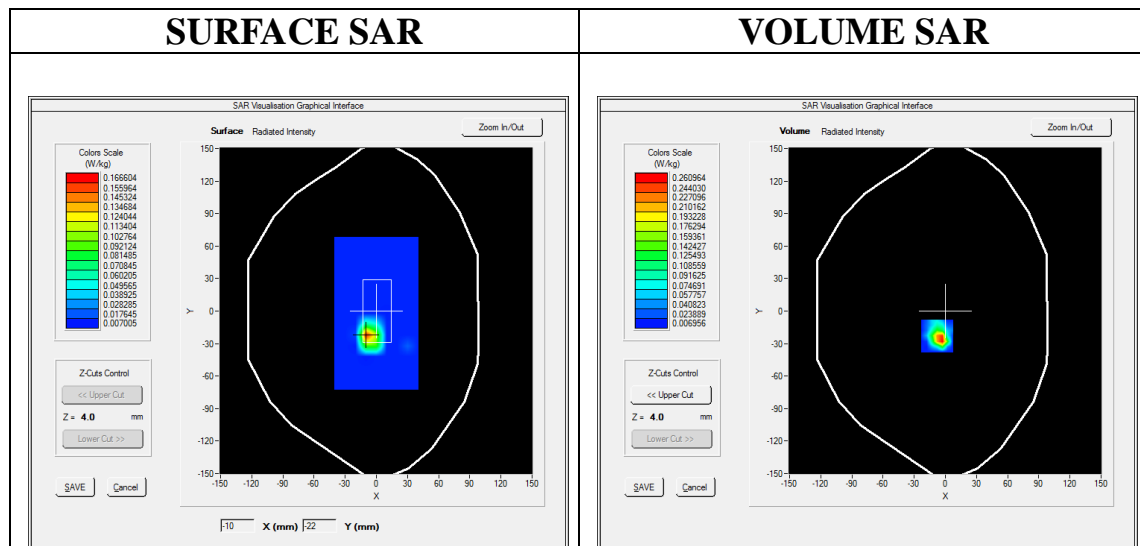 SURFACE SAR
VOLUME SAR
SAR Visualisation Graphical Interface
Surface Radiated Intensity
Zoom In/Out
Colors Scale
(W/kg)
0.166604
0.155964
0.145324
0.134684
0.124044
0.113404
0.102764
0.092124
0.081485
0.070845
0.060205
0.049565
0.038925
0.028285
0.017645
0.007005
150
120
90
60
30
0
-30
-60
-90
-120
-150
Y
-150 -120 -90 -60 -30 0 30 60 90 120 150
X
Z-Cuts Control
<< Upper Cut
Z = 4.0 mm
Lower Cut >>
SAVE Cancel
-10 X (mm) -22 Y (mm)
SAR Visualisation Graphical Interface
Volume Radiated Intensity
Zoom In/Out
Colors Scale
(W/kg)
0.260964
0.244030
0.227096
0.210162
0.193228
0.176294
0.159361
0.142427
0.125493
0.108559
0.091625
0.074691
0.057757
0.040823
0.023889
0.006956
150
120
90
60
30
0
-30
-60
-90
-120
-150
Y
-150 -120 -90 -60 -30 0 30 60 90 120 150
X
Z-Cuts Control
<< Upper Cut
Z = 4.0 mm
Lower Cut >>
SAVE Cancel